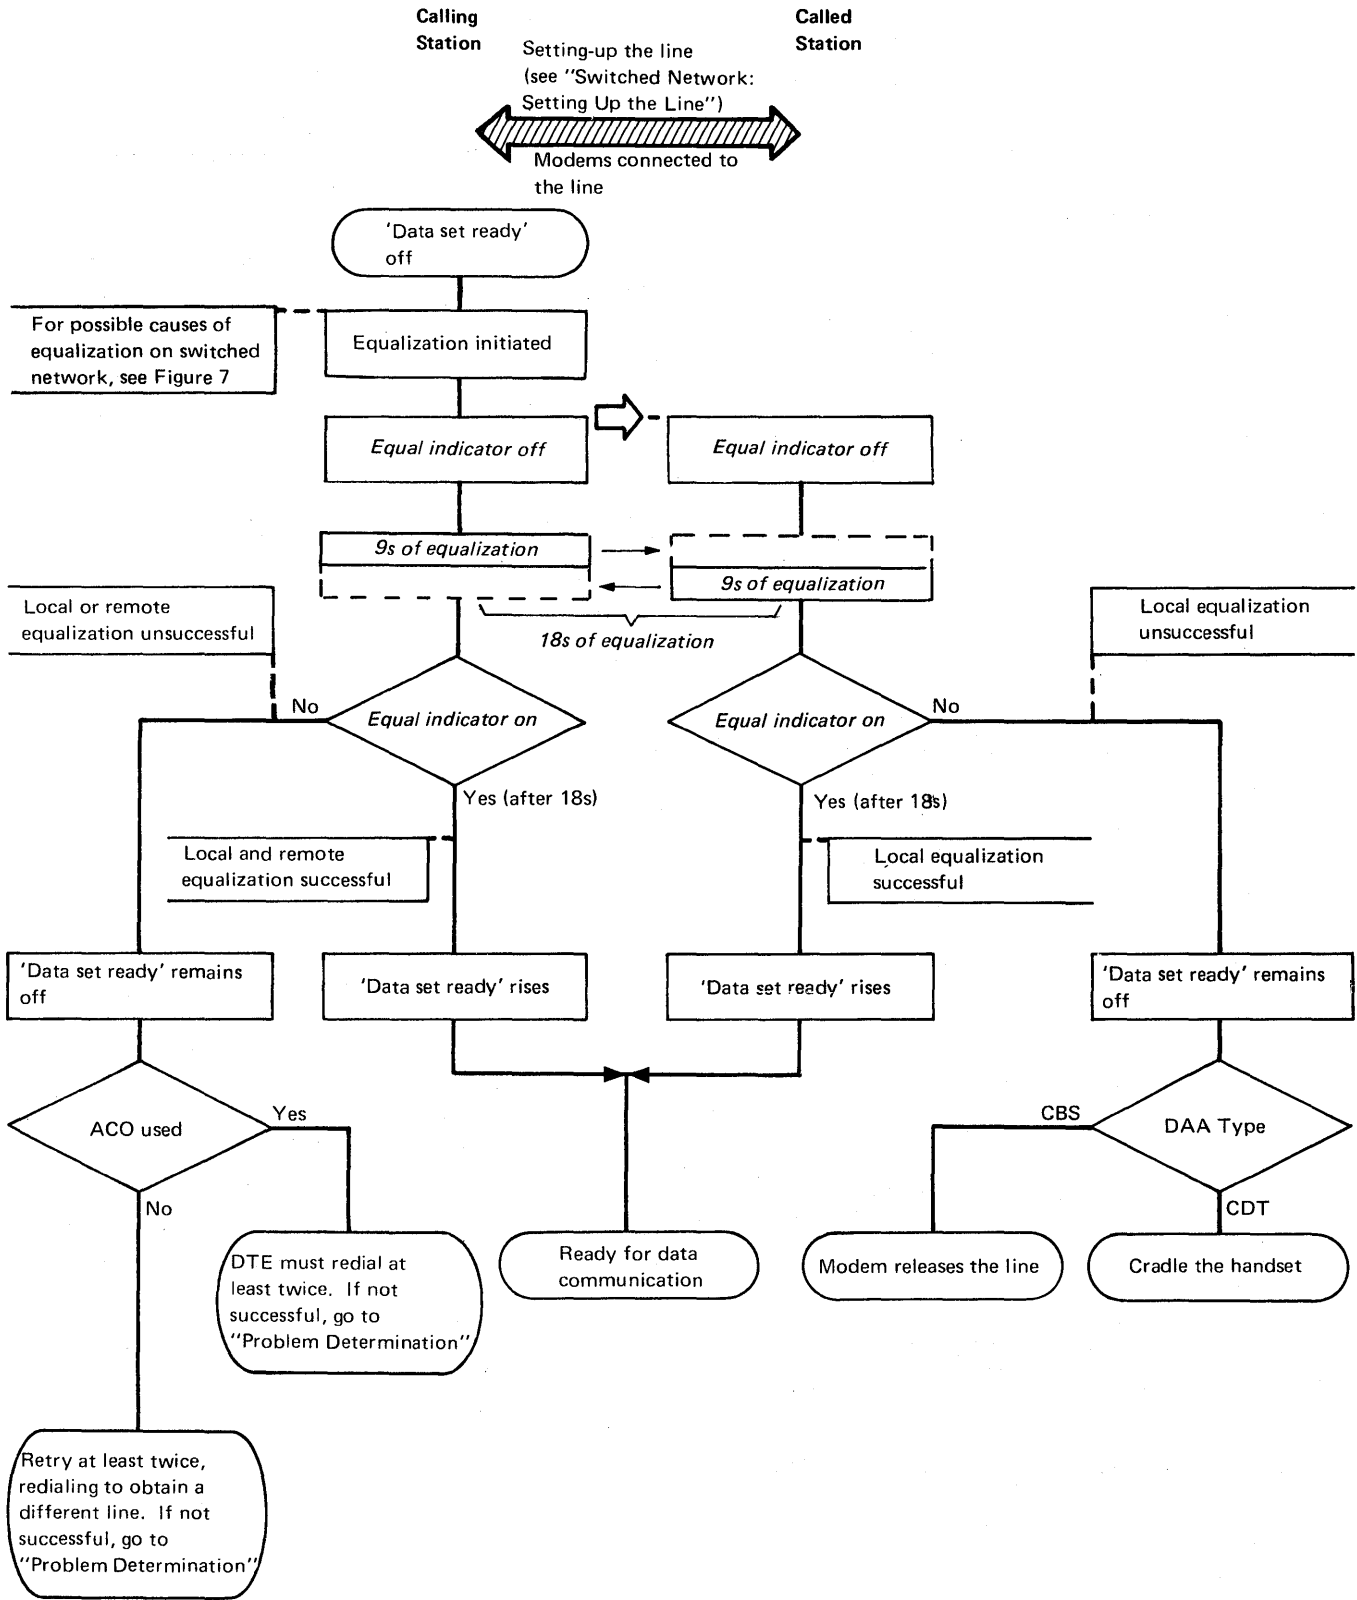 Calling
Station
Called
Station
Setting-up the line
(see "Switched Network:
Setting Up the Line")
Modems connected to
the line
'Data set ready'
off
For possible causes of
equalization on switched
network, see Figure 7
Equalization initiated
Equal indicator off
Equal indicator off
9s of equalization
9s of equalization
18s of equalization
Local or remote
equalization unsuccessful
Local equalization
unsuccessful
No
Equal indicator on
Equal indicator on
No
Yes (after 18s)
Yes (after 18s)
Local and remote
equalization successful
Local equalization
successful
'Data set ready' remains
off
'Data set ready' rises
'Data set ready' rises
'Data set ready' remains
off
ACO used
Yes
No
CBS
DAA Type
CDT
DTE must redial at
least twice. If not
successful, go to
"Problem Determination"
Ready for data
communication
Modem releases the line
Cradle the handset
Retry at least twice,
redialing to obtain a
different line. If not
successful, go to
"Problem Determination"